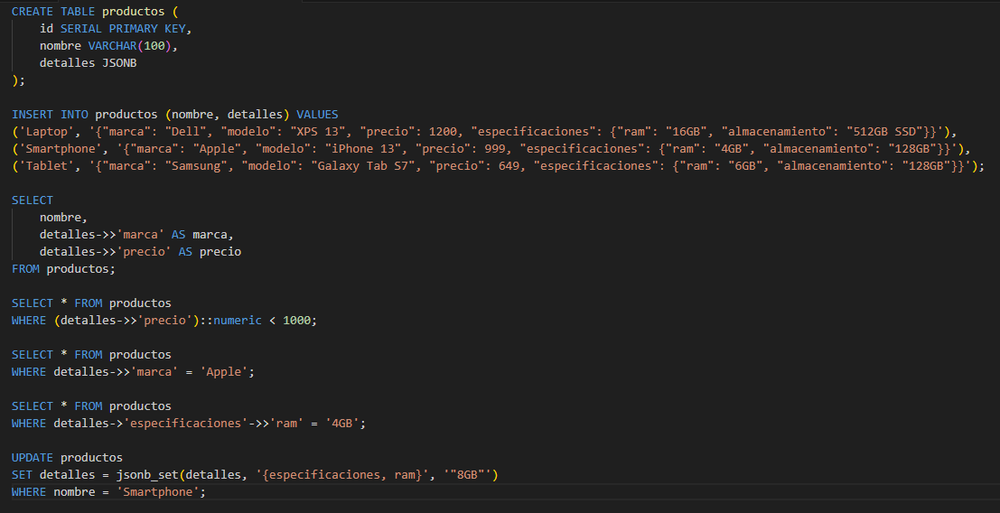 CREATE TABLE productos (
    id SERIAL PRIMARY KEY,
    nombre VARCHAR(100),
    detalles JSONB
);

INSERT INTO productos (nombre, detalles) VALUES
('Laptop', '{"marca": "Dell", "modelo": "XPS 13", "precio": 1200, "especificaciones": {"ram": "16GB", "almacenamiento": "512GB SSD"}}'),
('Smartphone', '{"marca": "Apple", "modelo": "iPhone 13", "precio": 999, "especificaciones": {"ram": "4GB", "almacenamiento": "128GB"}}'),
('Tablet', '{"marca": "Samsung", "modelo": "Galaxy Tab S7", "precio": 649, "especificaciones": {"ram": "6GB", "almacenamiento": "128GB"}}');

SELECT
    nombre,
    detalles->>'marca' AS marca,
    detalles->>'precio' AS precio
FROM productos;

SELECT * FROM productos
WHERE (detalles->>'precio')::numeric < 1000;

SELECT * FROM productos
WHERE detalles->>'marca' = 'Apple';

SELECT * FROM productos
WHERE detalles->'especificaciones'->>'ram' = '4GB';

UPDATE productos
SET detalles = jsonb_set(detalles, '{especificaciones, ram}', '"8GB"')
WHERE nombre = 'Smartphone';